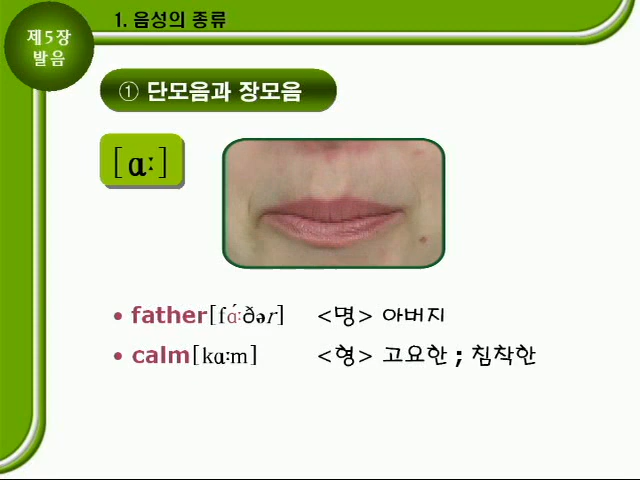 제5장
발음
1. 음성의 종류
① 단모음과 장모음
[ɑː]
• father[fɑ́ːðər] <명> 아버지
• calm[kɑːm] <형> 고요한 ; 침착한